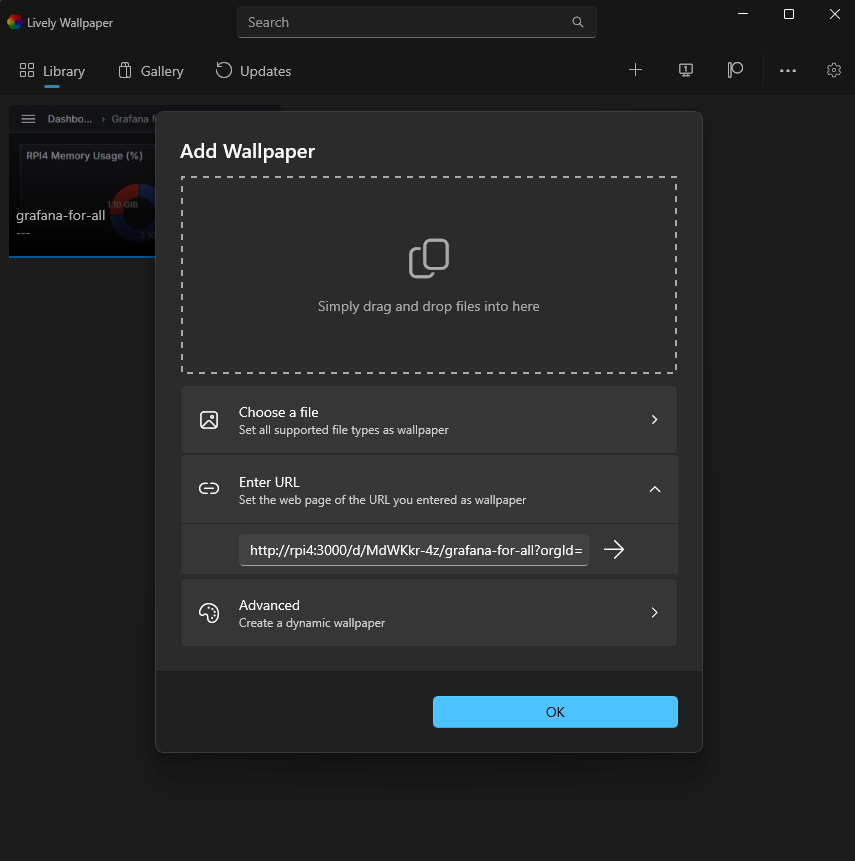 Lively Wallpaper
Search
Library
Gallery
Updates
1
Dashbo... › Grafana f
RPI4 Memory Usage (%)
1.10 GIB
grafana-for-all
---
Add Wallpaper
Simply drag and drop files into here
Choose a file
Set all supported file types as wallpaper
Enter URL
Set the web page of the URL you entered as wallpaper
http://rpi4:3000/d/MdWKkr-4z/grafana-for-all?orgId=
Advanced
Create a dynamic wallpaper
OK